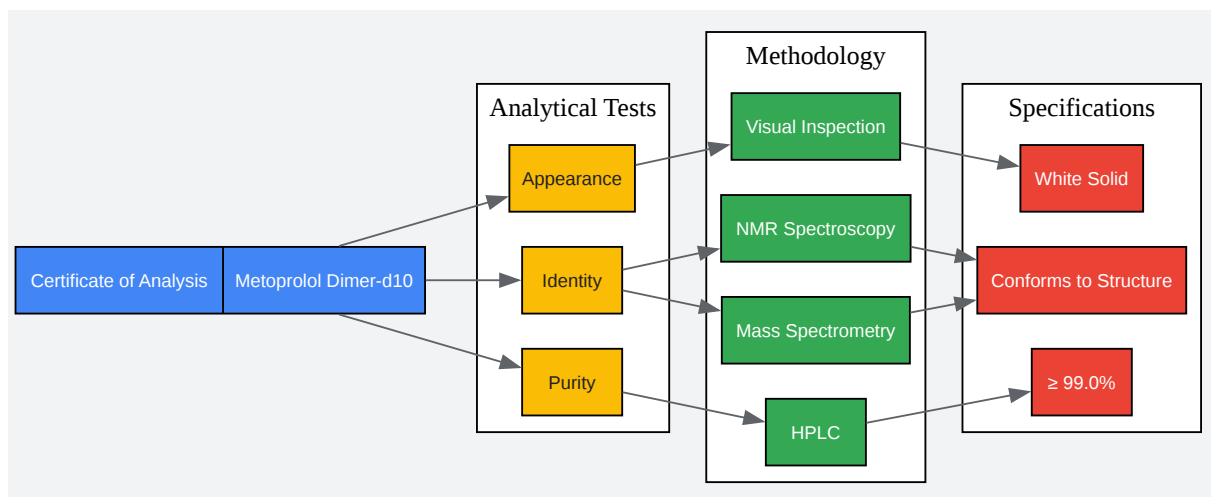 Certificate of Analysis
Metoprolol Dimer-d10
Analytical Tests
Appearance
Identity
Purity
Methodology
Visual Inspection
NMR Spectroscopy
Mass Spectrometry
HPLC
Specifications
White Solid
Conforms to Structure
≥ 99.0%